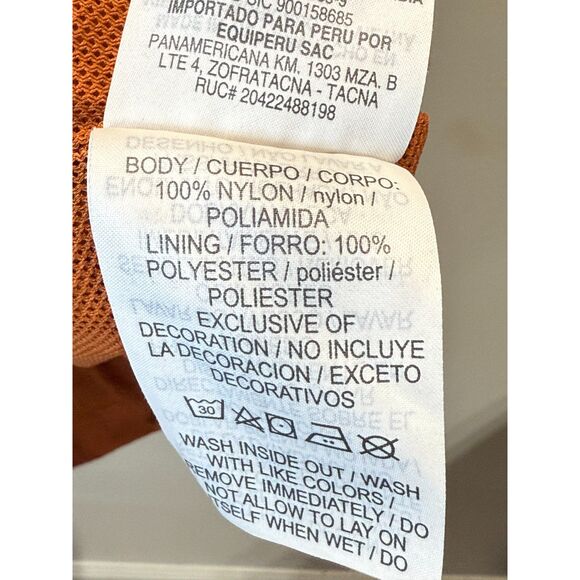 SIC 900158685
IMPORTADO PARA PERU POR
EQUIPERU SAC
PANAMERICANA KM. 1303 MZA. B
LTE 4, ZOFRATACNA - TACNA
RUC# 20422488198
BODY / CUERPO / CORPO:
100% NYLON / nylon /
POLIAMIDA
LINING / FORRO: 100%
POLYESTER / poliéster /
POLIESTER
EXCLUSIVE OF
DECORATION / NO INCLUYE
LA DECORACION / EXCETO
DECORATIVOS
30
WASH INSIDE OUT / WASH
WITH LIKE COLORS /
REMOVE IMMEDIATELY / DO
NOT ALLOW TO LAY ON
ITSELF WHEN WET / DO